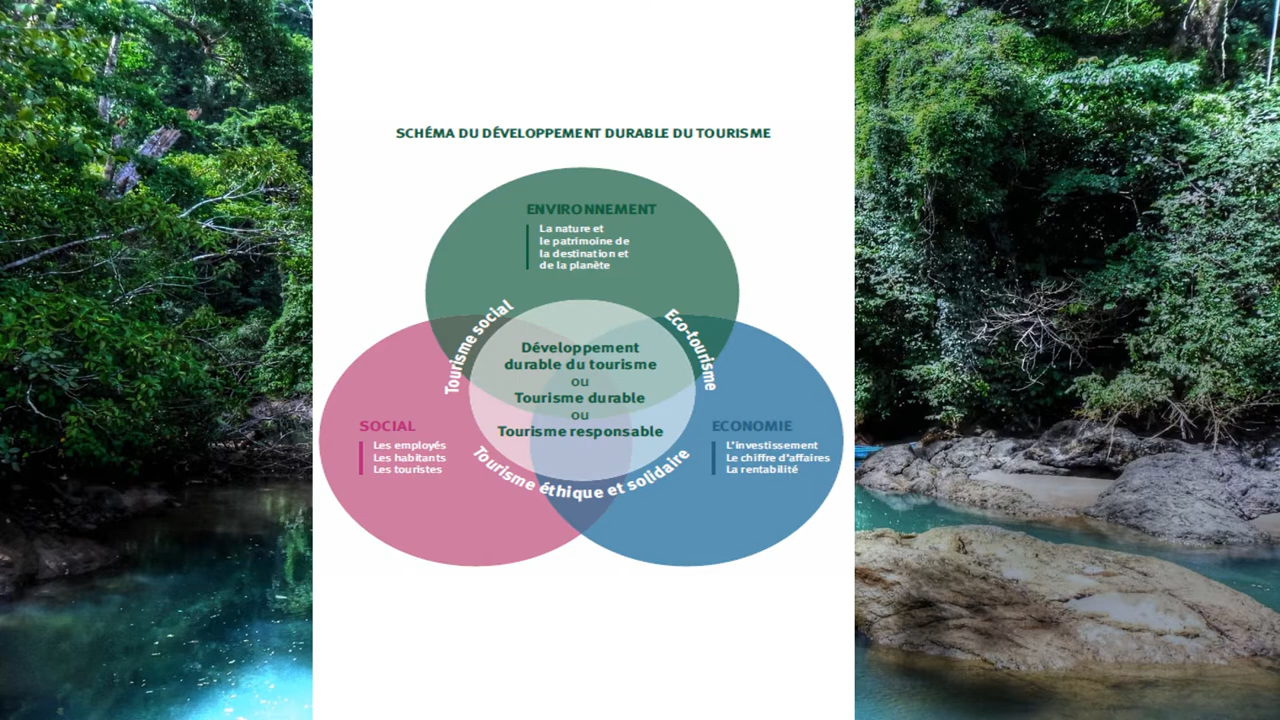 SCHÉMA DU DÉVELOPPEMENT DURABLE DU TOURISME
ENVIRONNEMENT
La nature et
le patrimoine de
la destination et
de la planète
Tourisme social
Eco-tourisme
Développement
durable du tourisme
ou
Tourisme durable
ou
Tourisme responsable
SOCIAL
Les employés
Les habitants
Les touristes
ECONOMIE
L'investissement
Le chiffre d'affaires
La rentabilité
Tourisme éthique et solidaire